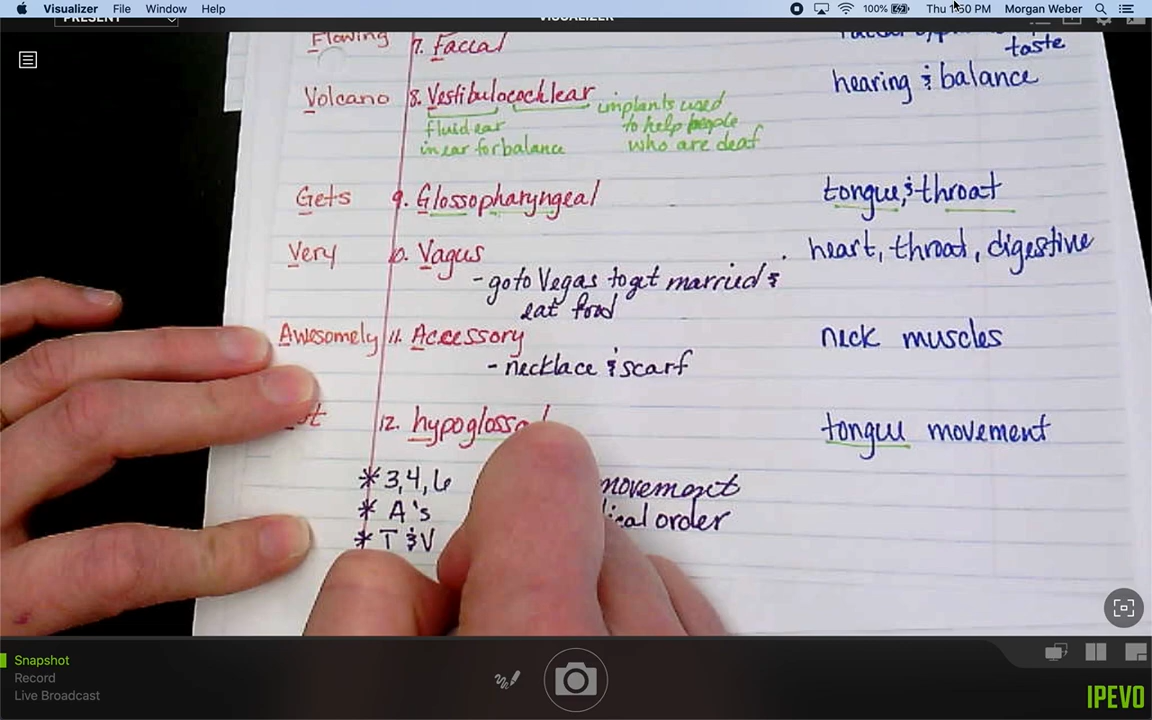 Visualizer File Window Help 100% Thu 1:50 PM Morgan Weber
PRESENT VISUALIZER
Flowing 7. Facial taste
Volcano 8. Vestibulocochlear hearing & balance
fluid ear in ear for balance
implants used to help people who are deaf
Gets 9. Glossopharyngeal tongue & throat
Very 10. Vagus heart, throat, digestive
- go to Vegas to get married & eat food
Awesomely 11. Accessory neck muscles
- necklace & scarf
12. hypoglossal tongue movement
* 3,4,6 movement
* A's order
* T & V
Snapshot
Record
Live Broadcast
IPEVO